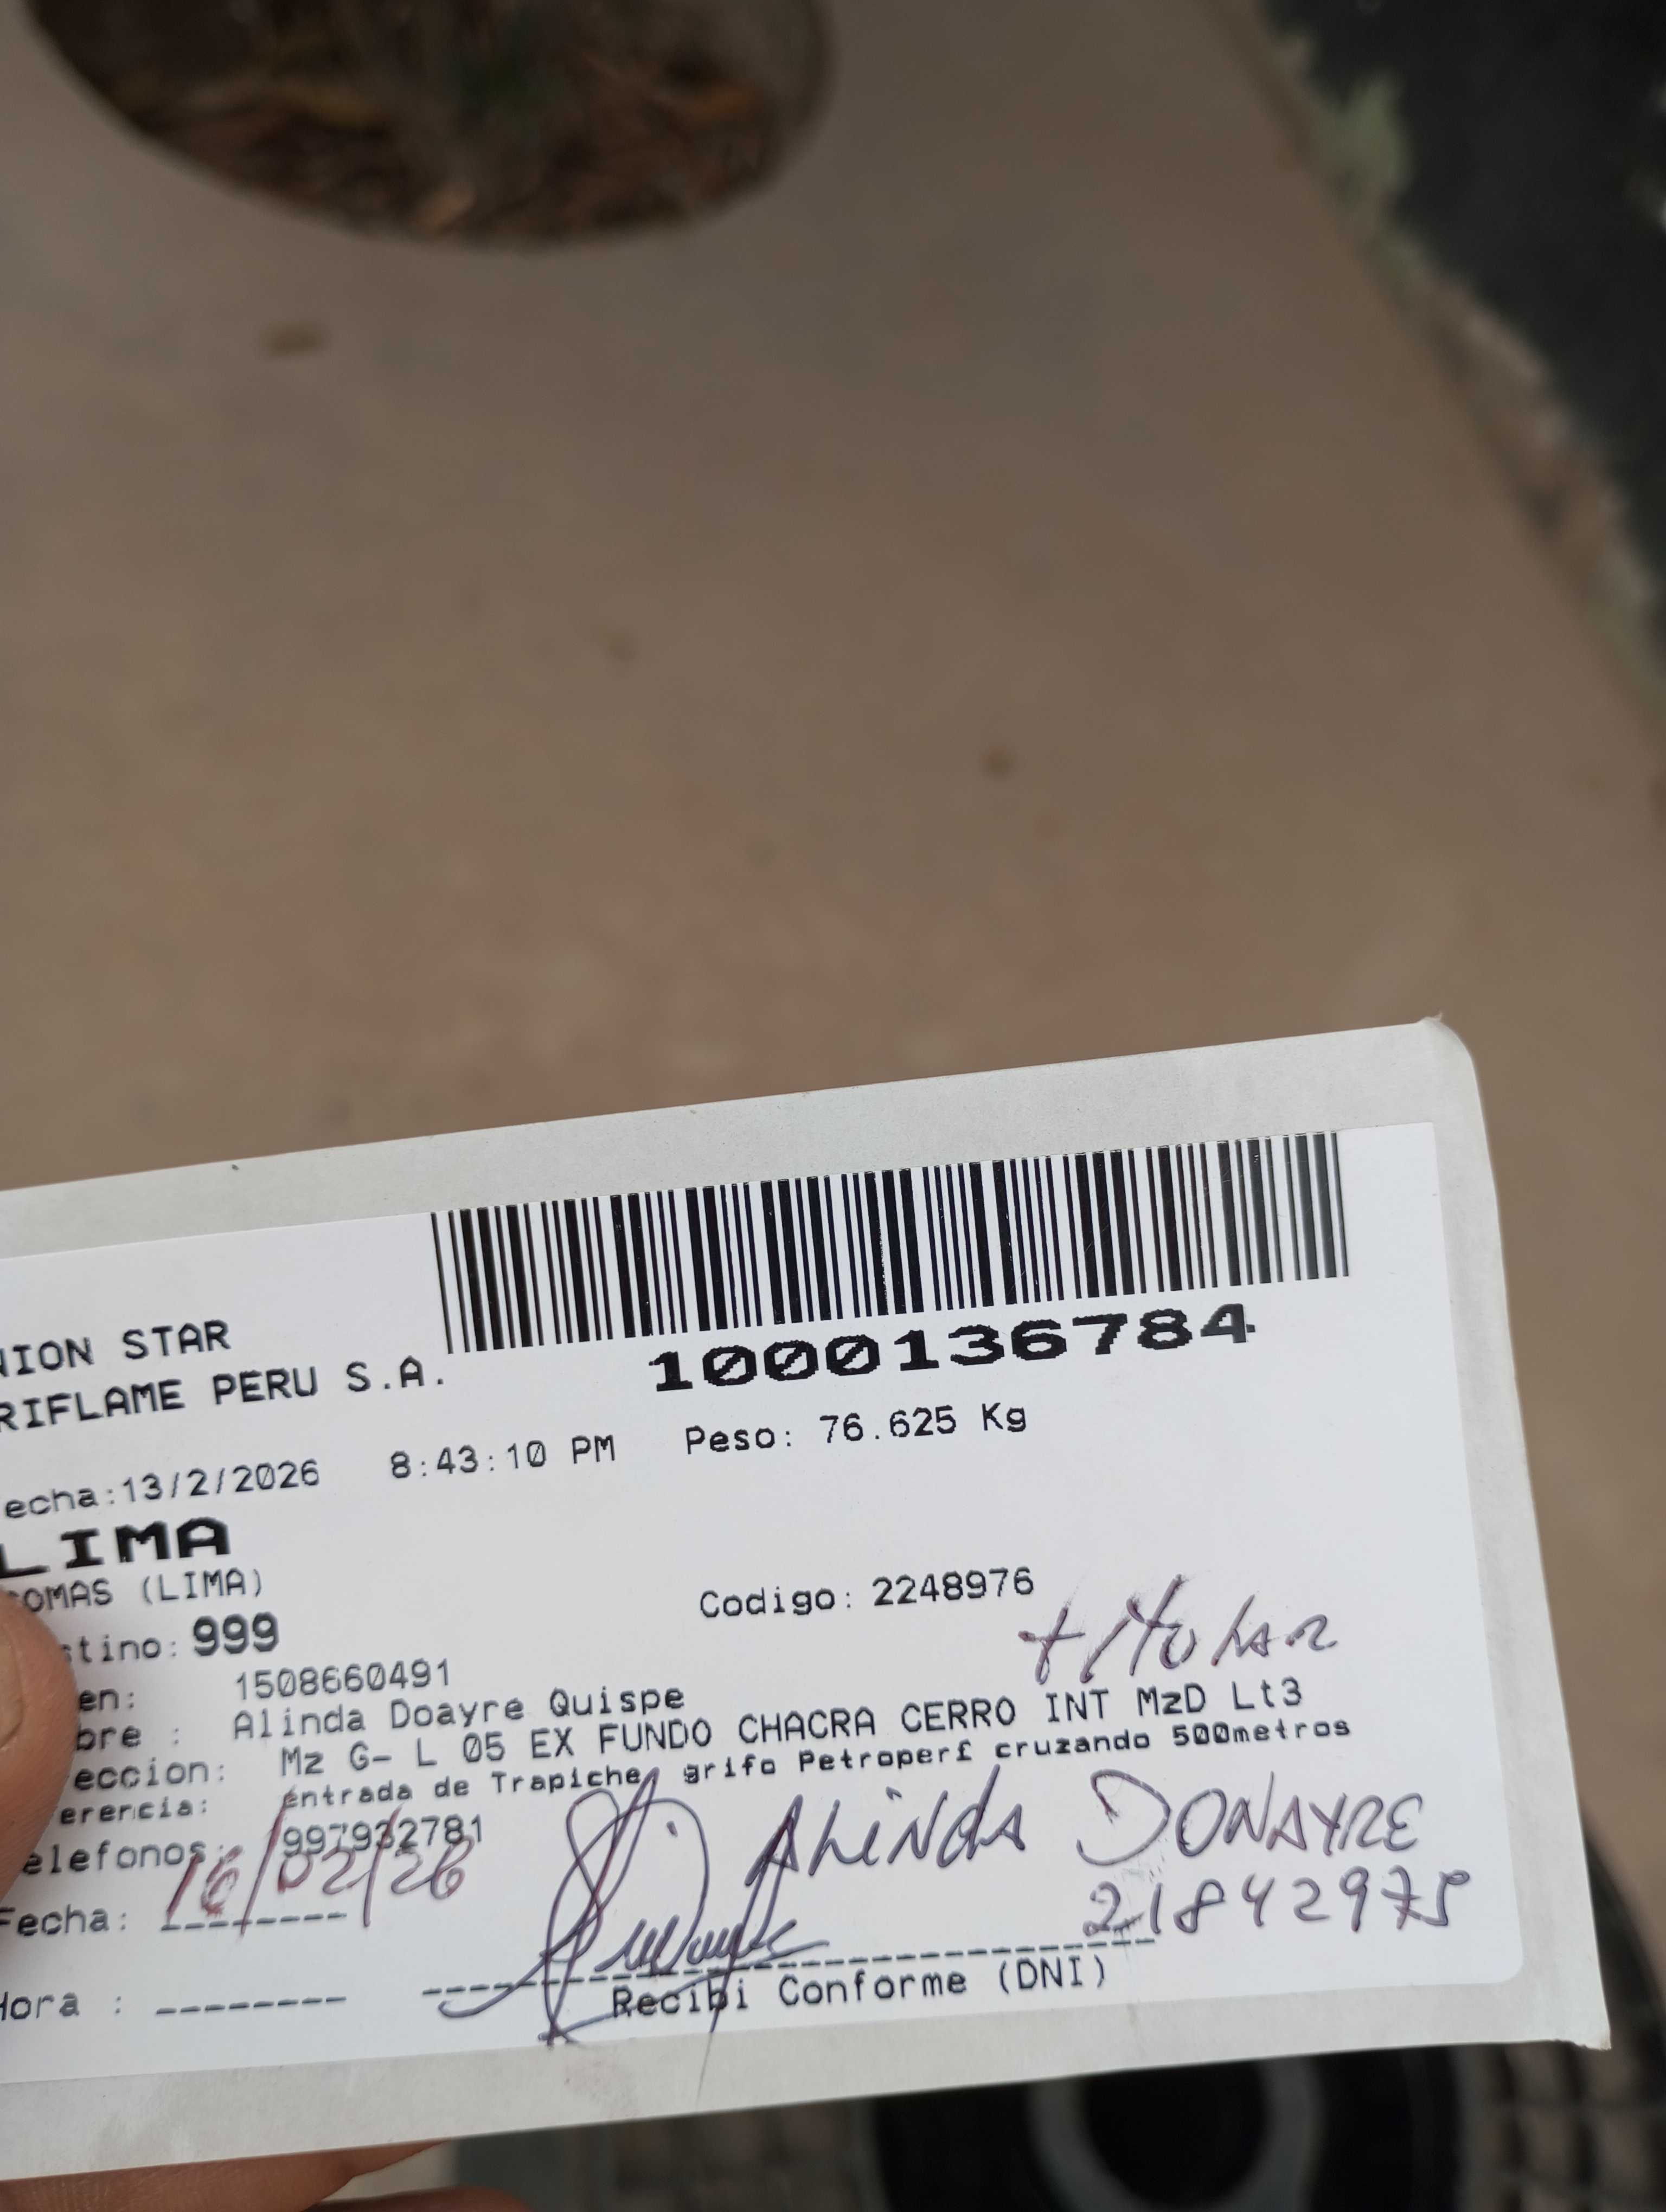 NION STAR
RIFLAME PERU S.A.
1000136784
echa:13/2/2026 8:43:10 PM Peso: 76.625 Kg
LIMA
COMAS (LIMA)
Codigo: 2248976
stino: 999
titular
en: 1508660491
bre : Alinda Doayre Quispe
eccion: Mz G- L 05 EX FUNDO CHACRA CERRO INT MzD Lt3
erencia: entrada de Trapiche, grifo Petroper£ cruzando 500metros
elefonos: 997932781
ALiNdA DONAYRE
Fecha: 16/02/26
21842975
Hora :
Recibi Conforme (DNI)